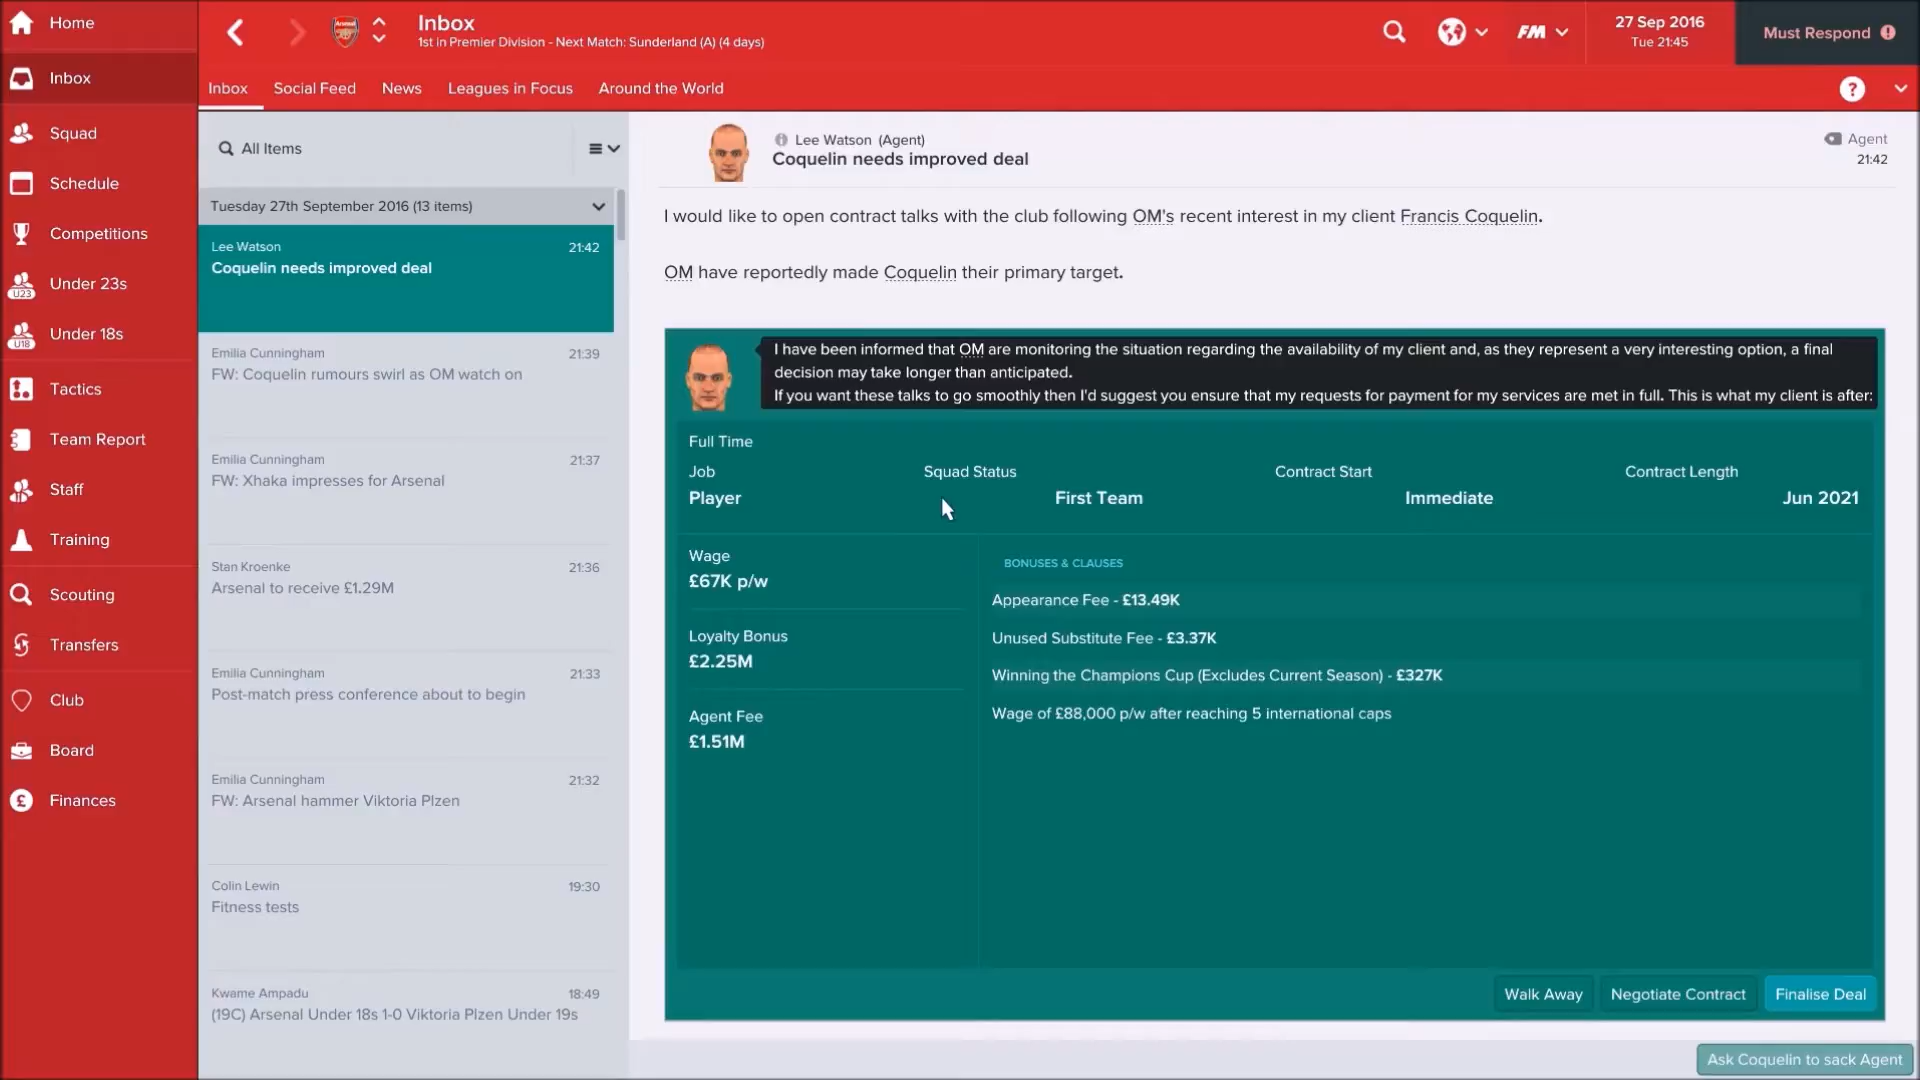 Home
Inbox
Squad
Schedule
Competitions
U23
Under 23s
U18
Under 18s
Tactics
Team Report
Staff
Training
Scouting
Transfers
Club
Board
£
Finances
Arsenal
Inbox
1st in Premier Division - Next Match: Sunderland (A) (4 days)
FM
27 Sep 2016
Tue 21:45
Must Respond !
Inbox
Social Feed
News
Leagues in Focus
Around the World
?
All Items
Tuesday 27th September 2016 (13 items)
Lee Watson 21:42
Coquelin needs improved deal
Emilia Cunningham 21:39
FW: Coquelin rumours swirl as OM watch on
Emilia Cunningham 21:37
FW: Xhaka impresses for Arsenal
Stan Kroenke 21:36
Arsenal to receive £1.29M
Emilia Cunningham 21:33
Post-match press conference about to begin
Emilia Cunningham 21:32
FW: Arsenal hammer Viktoria Plzen
Colin Lewin 19:30
Fitness tests
Kwame Ampadu 18:49
(19C) Arsenal Under 18s 1-0 Viktoria Plzen Under 19s
Lee Watson (Agent)
Coquelin needs improved deal
Agent
21:42
I would like to open contract talks with the club following OM's recent interest in my client Francis Coquelin.
OM have reportedly made Coquelin their primary target.
I have been informed that OM are monitoring the situation regarding the availability of my client and, as they represent a very interesting option, a final
decision may take longer than anticipated.
If you want these talks to go smoothly then I'd suggest you ensure that my requests for payment for my services are met in full. This is what my client is after:
Full Time
Job Squad Status Contract Start Contract Length
Player First Team Immediate Jun 2021
Wage
£67K p/w
Loyalty Bonus
£2.25M
Agent Fee
£1.51M
BONUSES & CLAUSES
Appearance Fee - £13.49K
Unused Substitute Fee - £3.37K
Winning the Champions Cup (Excludes Current Season) - £327K
Wage of £88,000 p/w after reaching 5 international caps
Walk Away
Negotiate Contract
Finalise Deal
Ask Coquelin to sack Agent